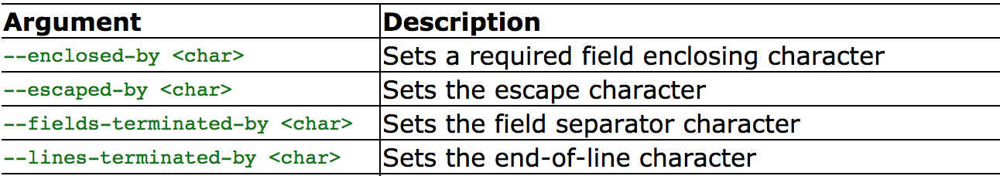 Argument Description
--enclosed-by <char> Sets a required field enclosing character
--escaped-by <char> Sets the escape character
--fields-terminated-by <char> Sets the field separator character
--lines-terminated-by <char> Sets the end-of-line character